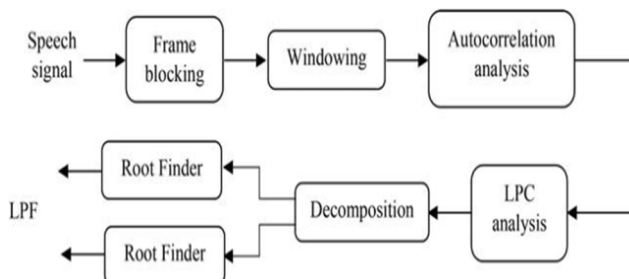 Speech
signal
Frame
blocking
Windowing
Autocorrelation
analysis
LPC
analysis
Decomposition
Root Finder
Root Finder
LPF